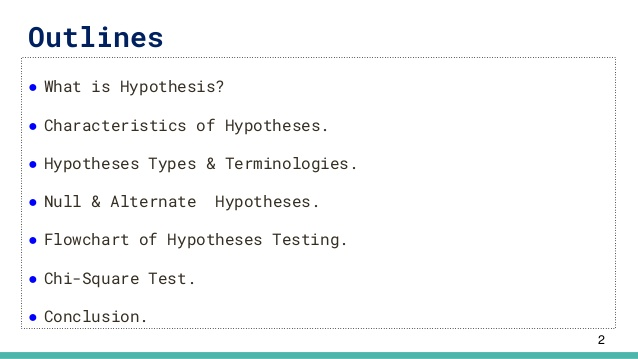 Outlines
● What is Hypothesis?
● Characteristics of Hypotheses.
● Hypotheses Types & Terminologies.
● Null & Alternate  Hypotheses.
● Flowchart of Hypotheses Testing.
● Chi-Square Test.
● Conclusion.
2